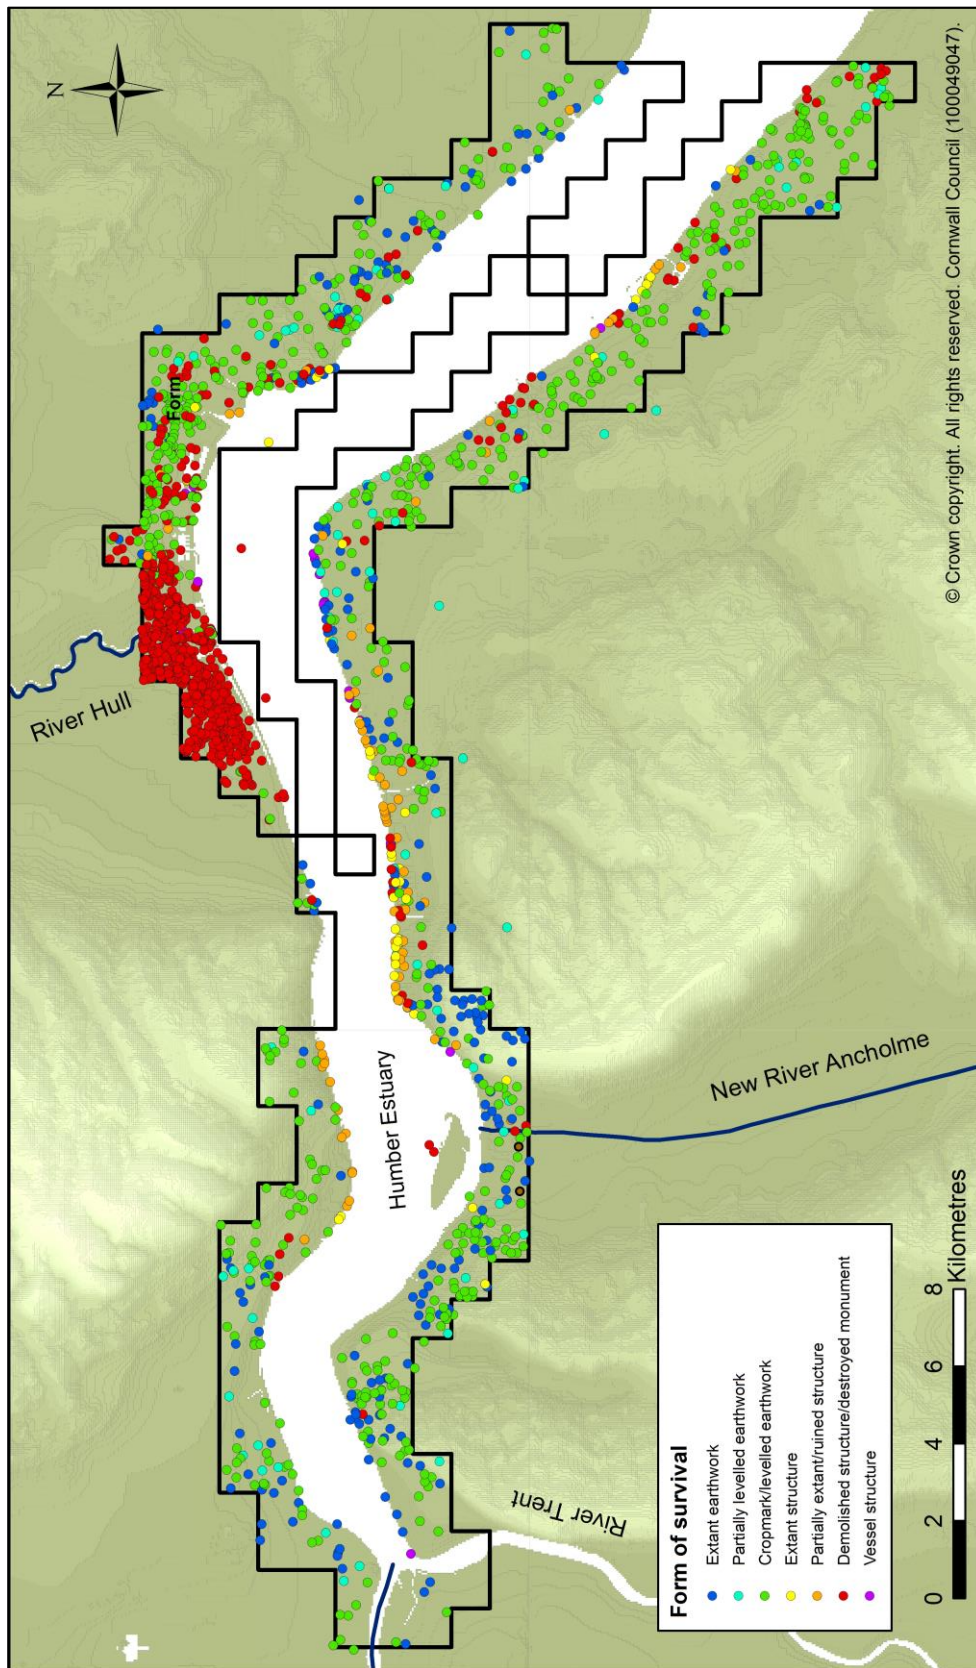 N
Form
River Hull
Humber Estuary
New River Ancholme
River Trent
Form of survival
Extant earthwork
Partially levelled earthwork
Cropmark/levelled earthwork
Extant structure
Partially extant/ruined structure
Demolished structure/destroyed monument
Vessel structure
0 2 4 6 8
Kilometres
© Crown copyright. All rights reserved. Cornwall Council (100049047).